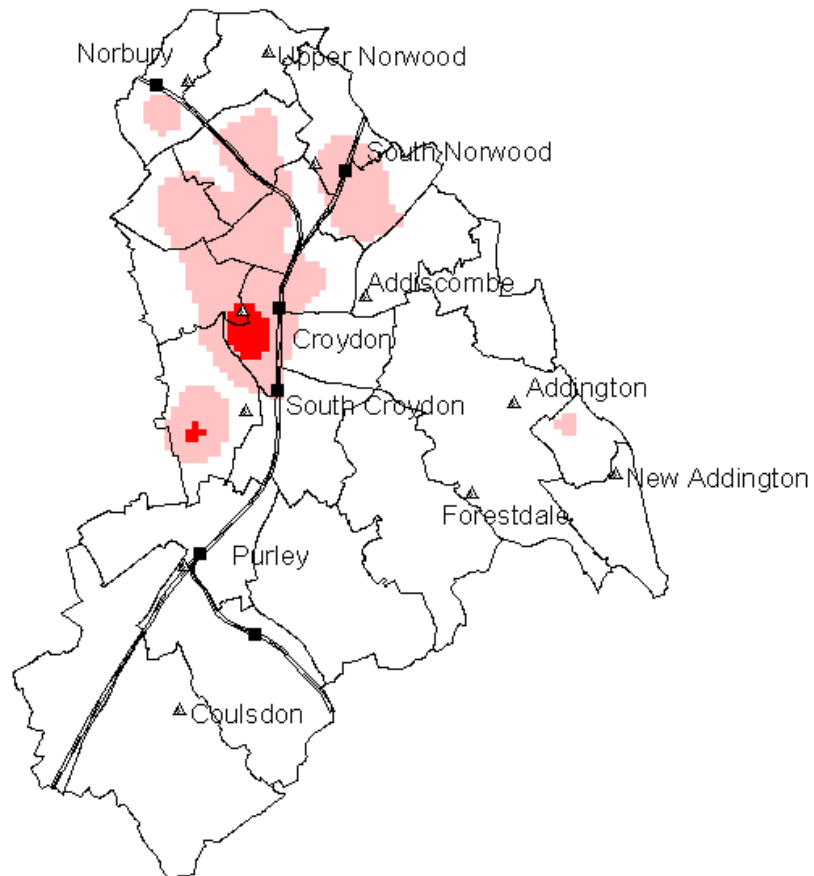 Norbury
Upper Norwood
South Norwood
Addiscombe
Croydon
Addington
South Croydon
New Addington
Forestdale
Purley
Coulsdon